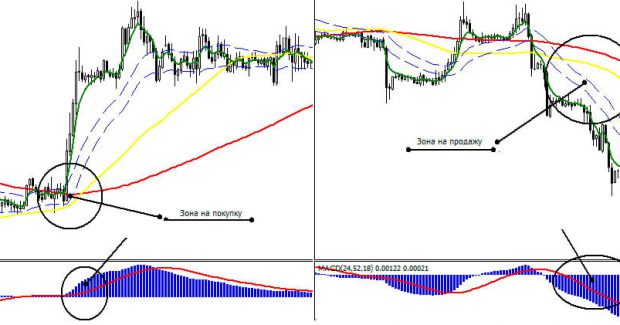 Зона на покупку
Зона на продажу
MACD(24,52,18) 0.00122 0.00021